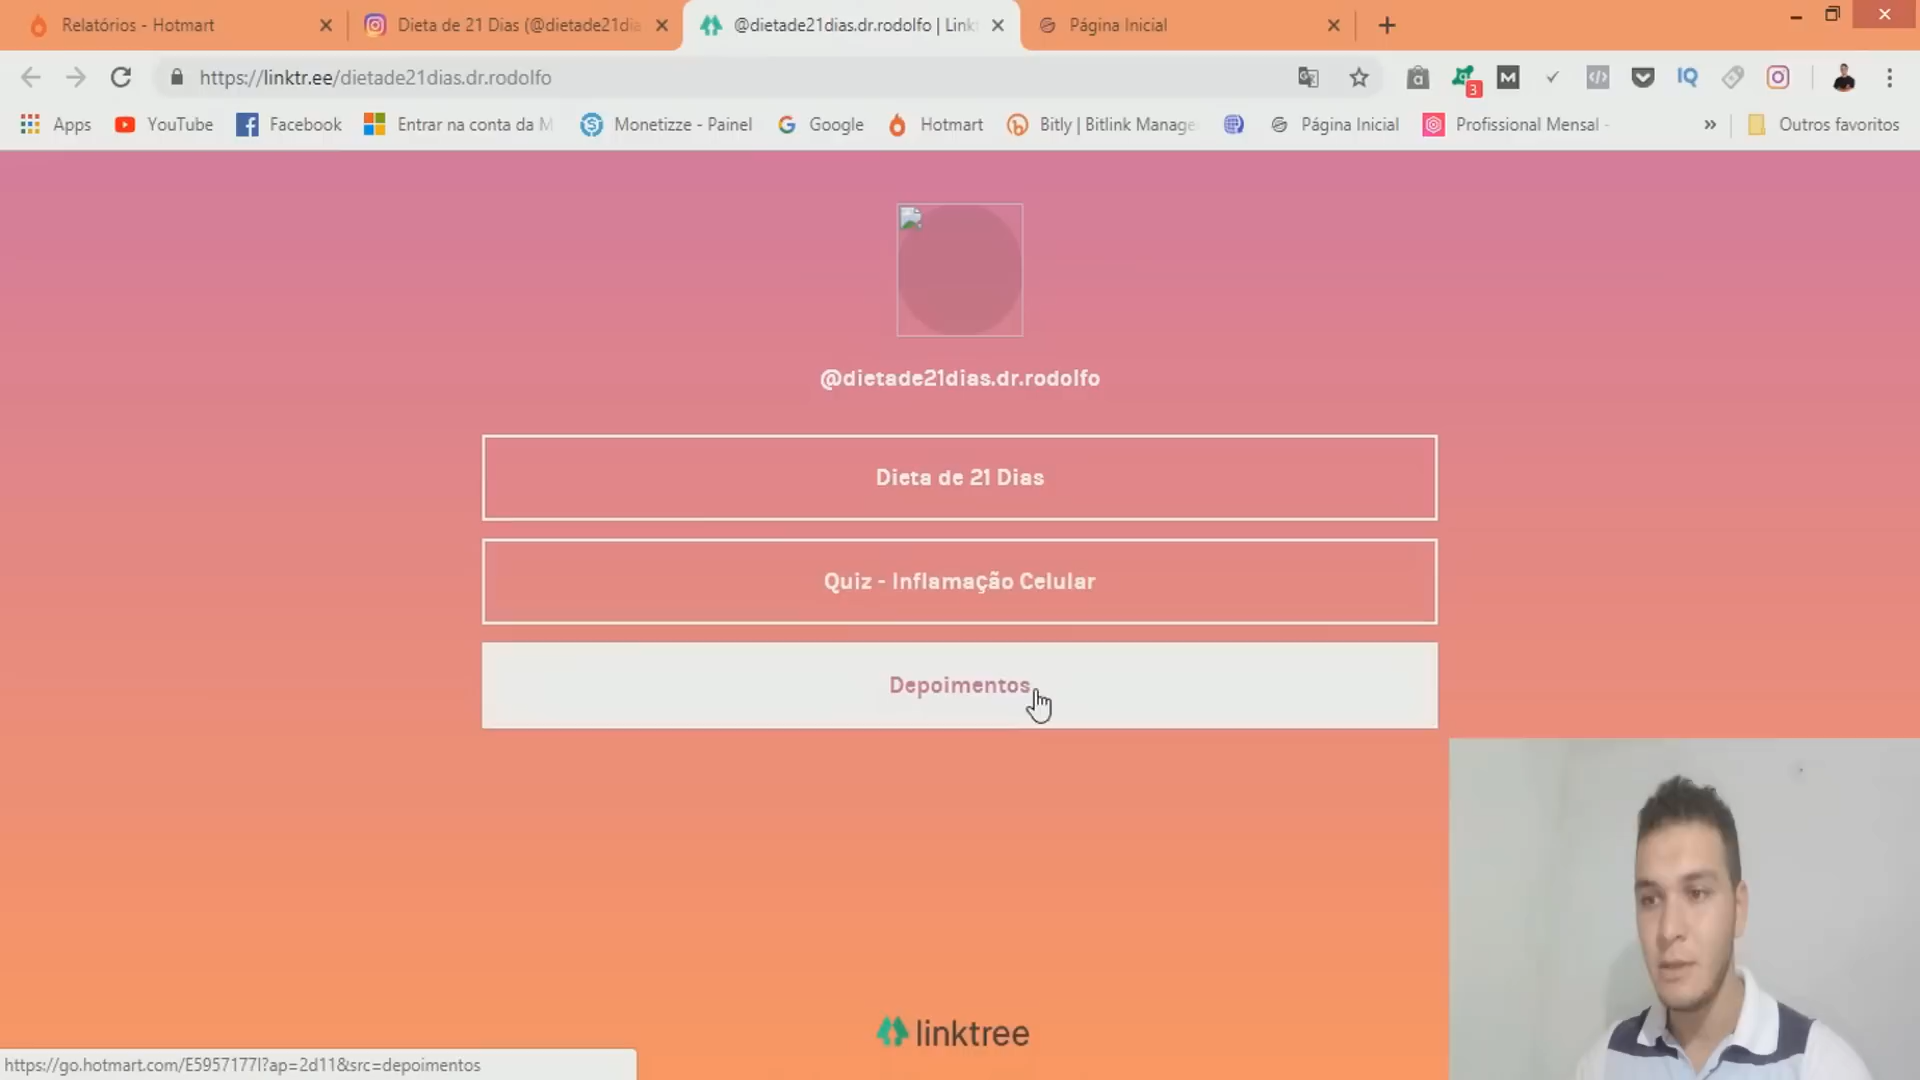 Relatórios - Hotmart
Dieta de 21 Dias (@dietade21dia
@dietade21dias.dr.rodolfo | Link
Página Inicial
https://linktr.ee/dietade21dias.dr.rodolfo
3
Apps
YouTube
Facebook
Entrar na conta da M
Monetizze - Painel
Google
Hotmart
Bitly | Bitlink Manage
Página Inicial
Profissional Mensal -
Outros favoritos
@dietade21dias.dr.rodolfo
Dieta de 21 Dias
Quiz - Inflamação Celular
Depoimentos
linktree
https://go.hotmart.com/E5957177I?ap=2d11&src=depoimentos